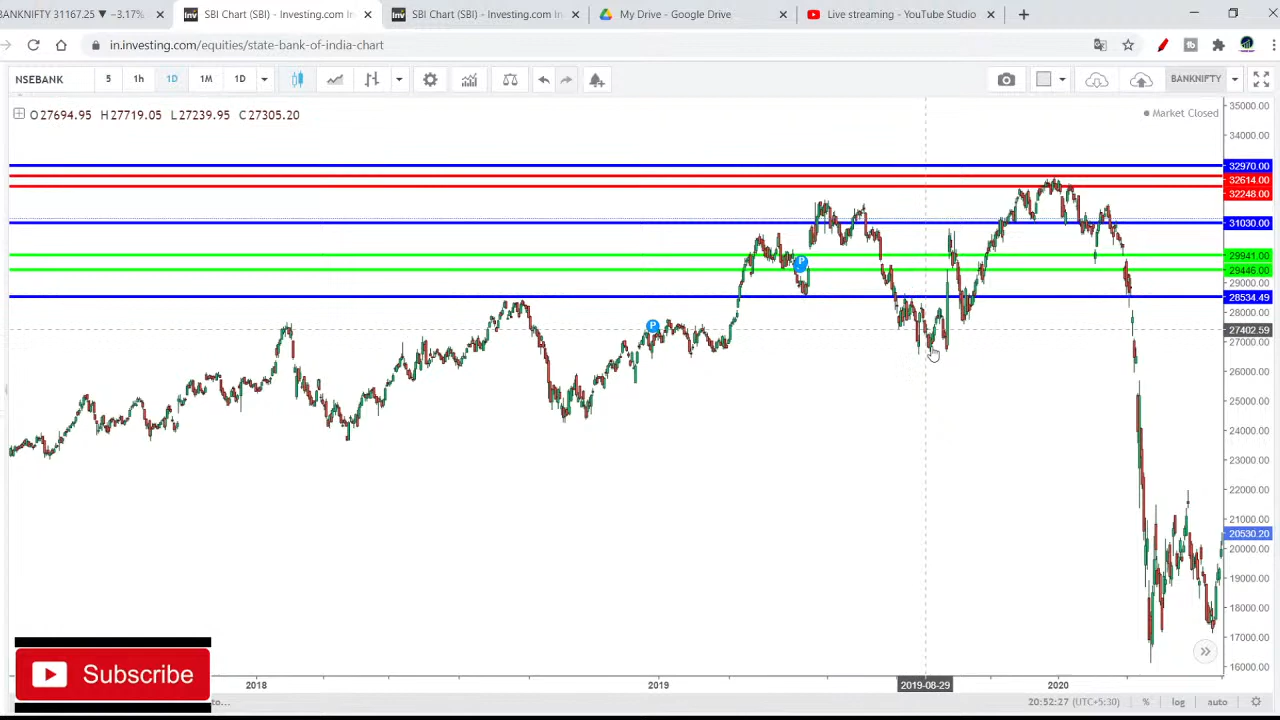 BANKNIFTY 31167.25 ▼ −3.17%
SBI Chart (SBI) - Investing.com In
SBI Chart (SBI) - Investing.com In
My Drive - Google Drive
Live streaming - YouTube Studio
in.investing.com/equities/state-bank-of-india-chart
NSEBANK 5 1h 1D 1M 1D BANKNIFTY
O27694.95 H27719.05 L27239.95 C27305.20
Market Closed
35000.00
34000.00
32970.00
32614.00
32248.00
31030.00
29941.00
29446.00
29000.00
28534.49
28000.00
27402.59
27000.00
26000.00
25000.00
24000.00
23000.00
22000.00
21000.00
20530.20
20000.00
19000.00
18000.00
17000.00
16000.00
P
P
Subscribe
2018 2019 2019-08-29 2020
to... 20:52:27 (UTC+5:30) % log auto